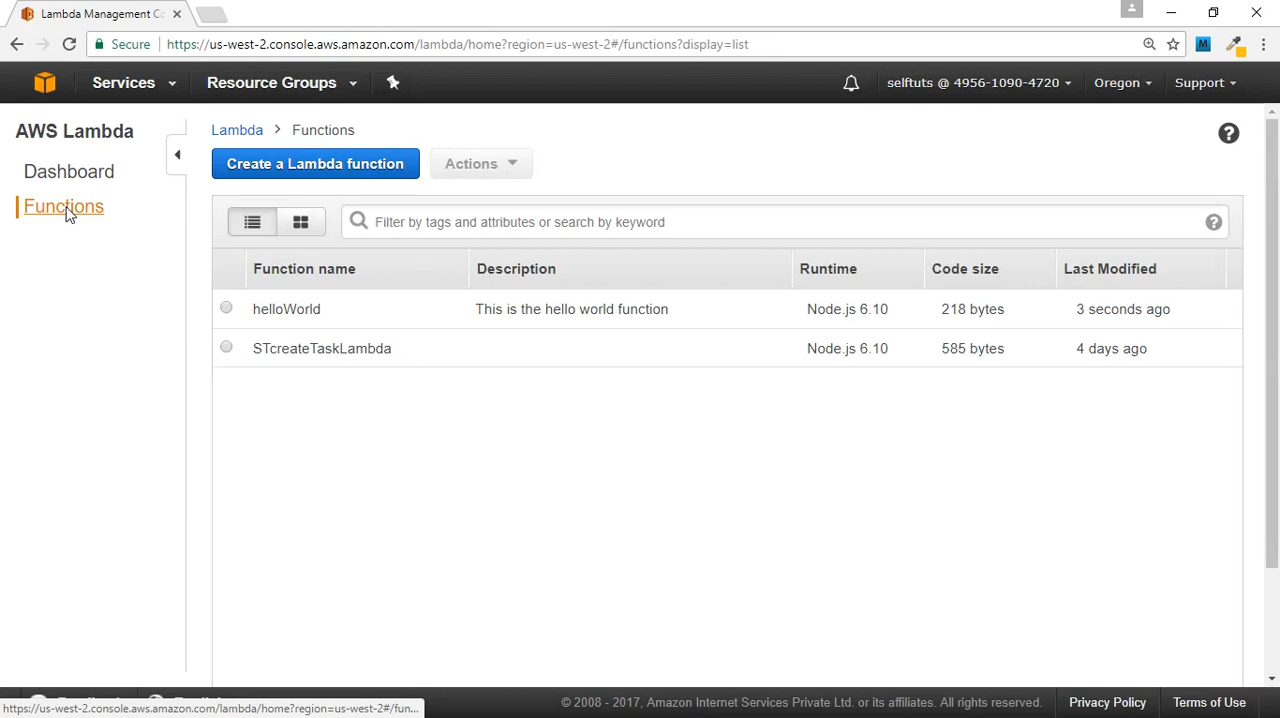 Lambda Management Co
Secure https://us-west-2.console.aws.amazon.com/lambda/home?region=us-west-2#/functions?display=list
M
Services Resource Groups selftuts @ 4956-1090-4720 Oregon Support
AWS Lambda
Dashboard
Functions
Lambda > Functions
Create a Lambda function Actions
Filter by tags and attributes or search by keyword
Function name Description Runtime Code size Last Modified
helloWorld This is the hello world function Node.js 6.10 218 bytes 3 seconds ago
STcreateTaskLambda Node.js 6.10 585 bytes 4 days ago
© 2008 - 2017, Amazon Internet Services Private Ltd. or its affiliates. All rights reserved. Privacy Policy Terms of Use
https://us-west-2.console.aws.amazon.com/lambda/home?region=us-west-2#/fun...